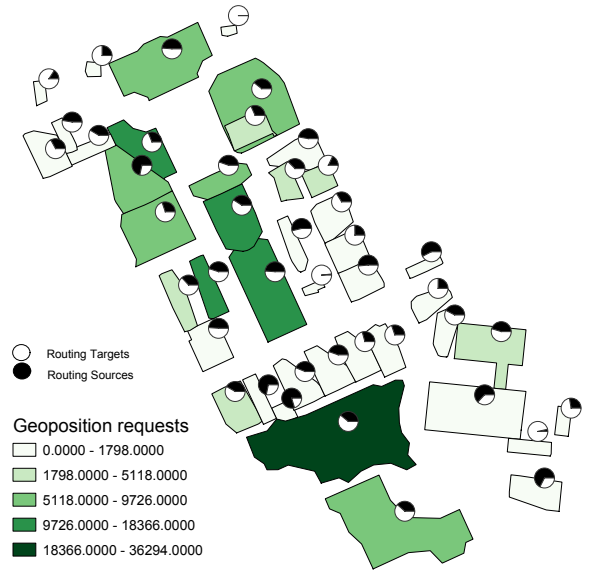 Routing Targets
Routing Sources
Geoposition requests
0.0000 - 1798.0000
1798.0000 - 5118.0000
5118.0000 - 9726.0000
9726.0000 - 18366.0000
18366.0000 - 36294.0000